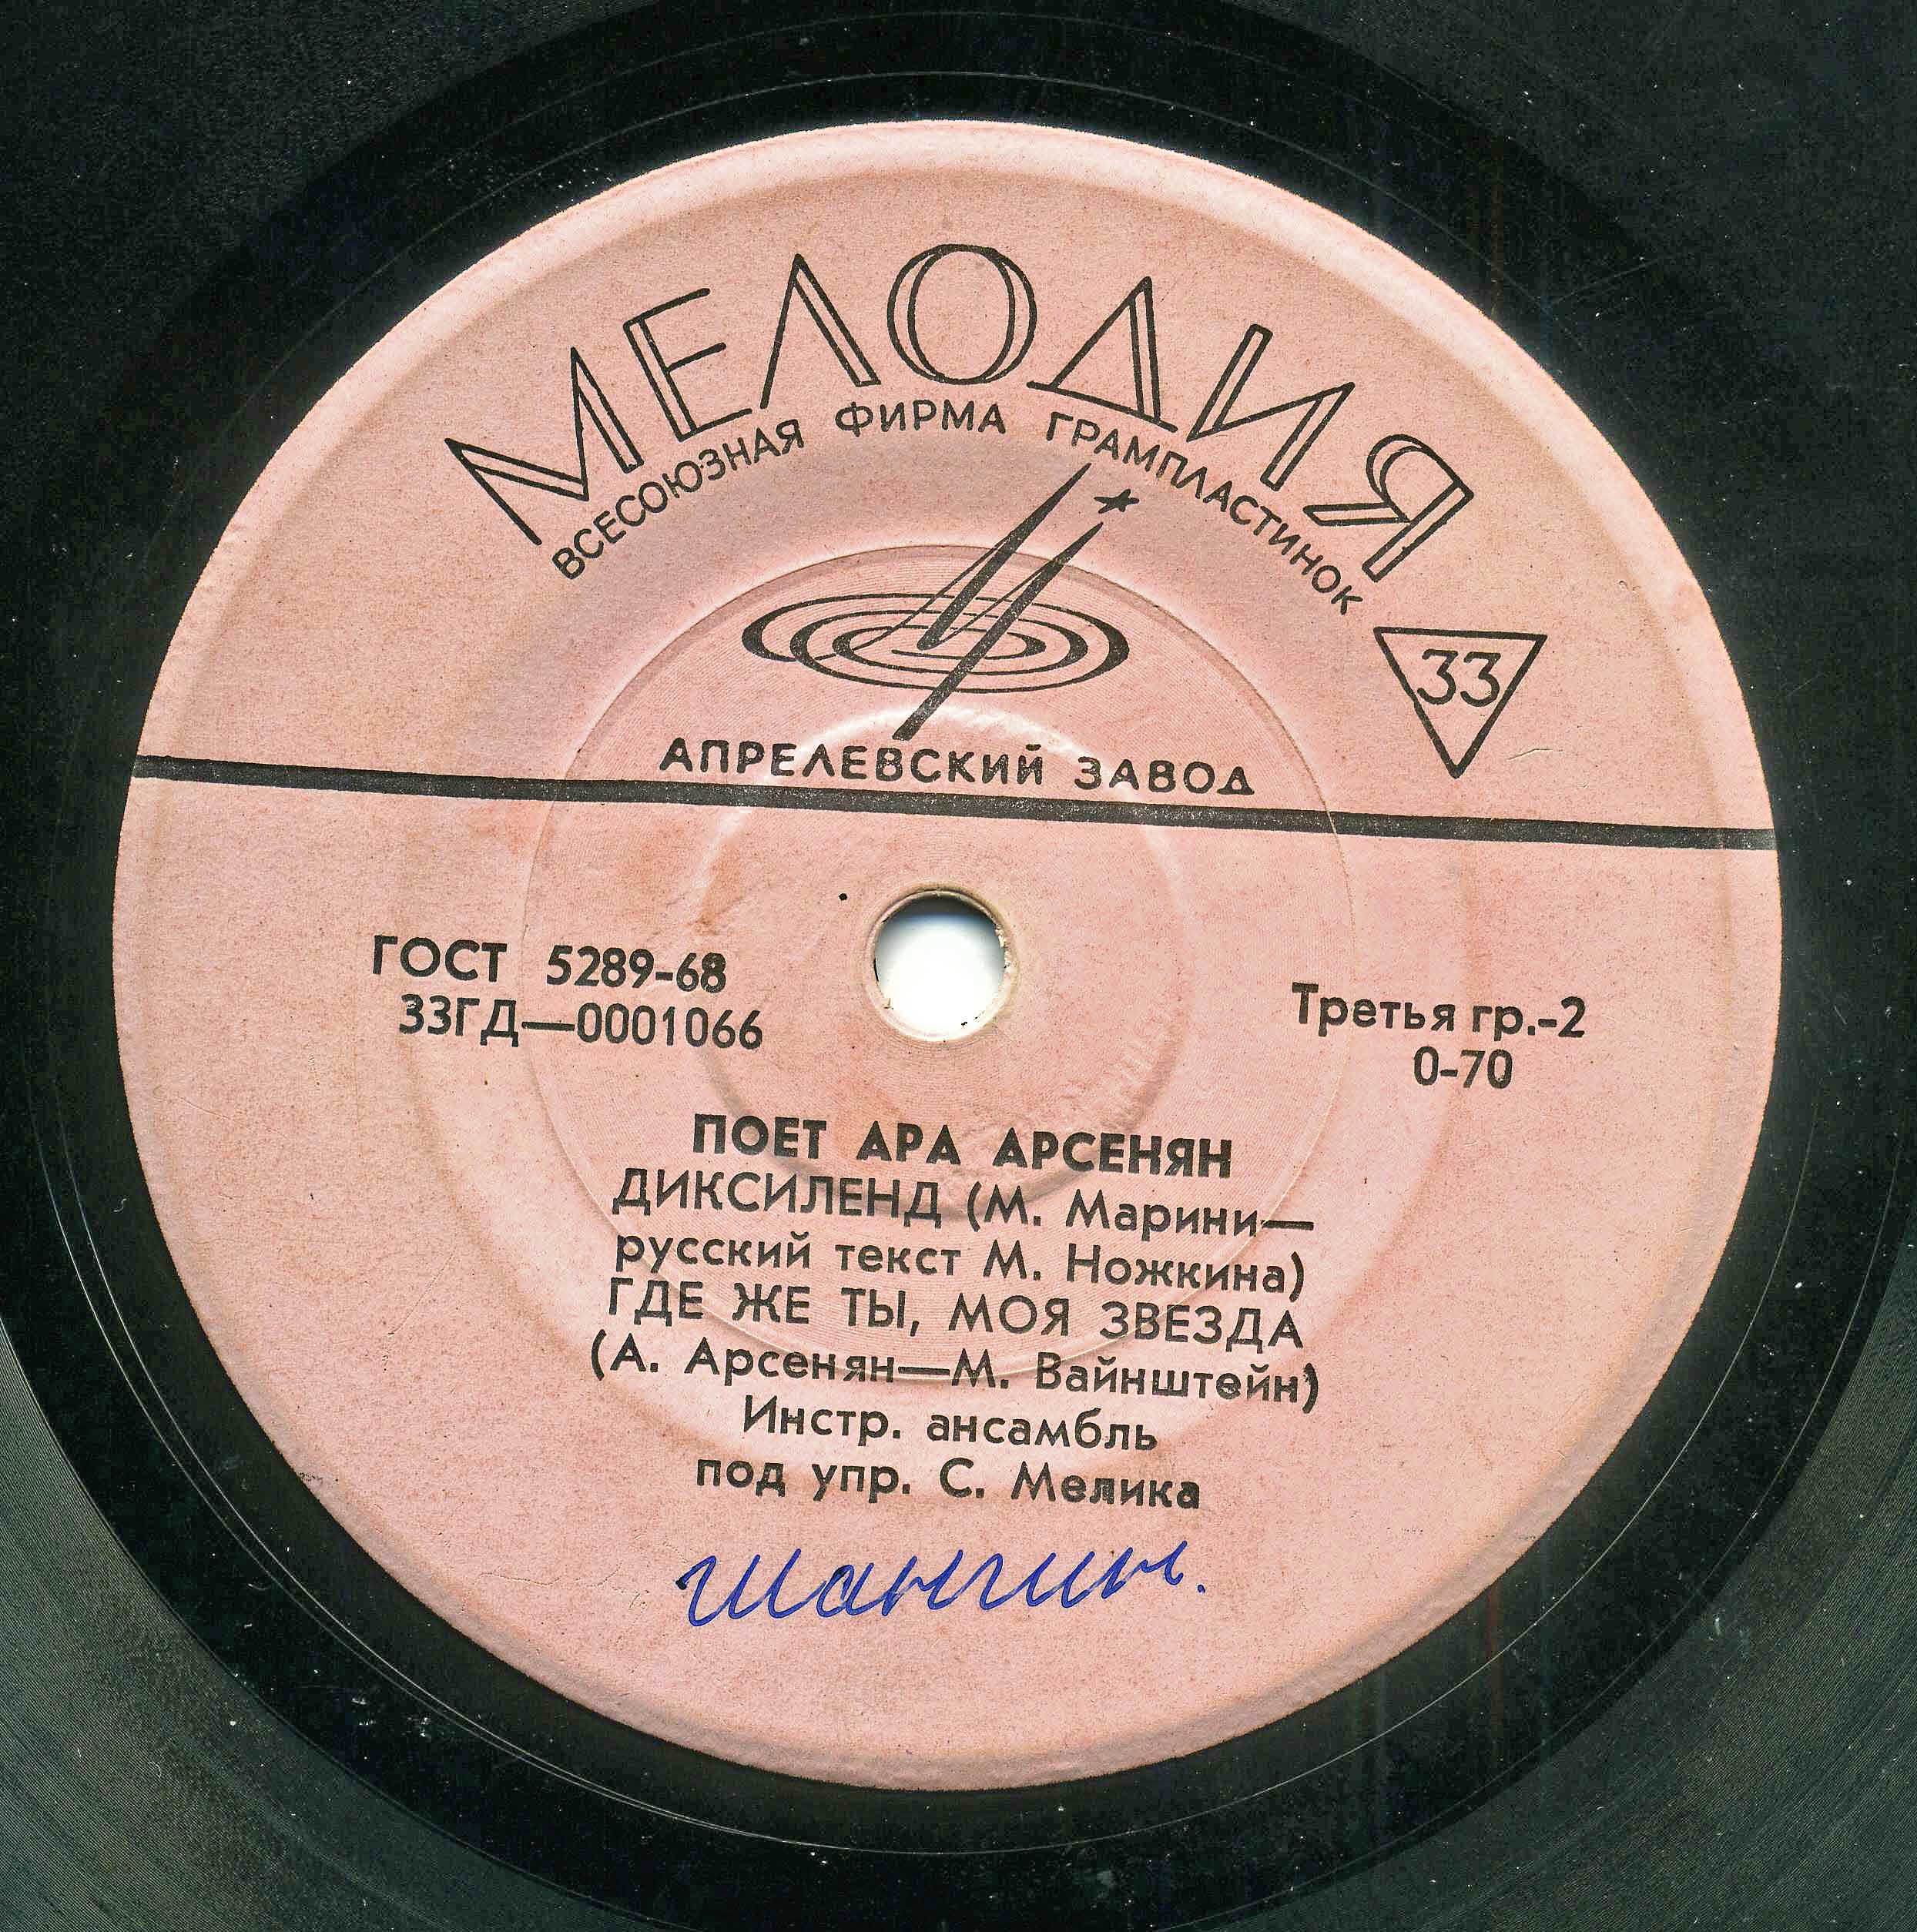 МЕЛОДИЯ
ВСЕСОЮЗНАЯ ФИРМА ГРАМПЛАСТИНОК
33
АПРЕЛЕВСКИЙ ЗАВОД
ГОСТ 5289-68
33ГД—0001066
Третья гр.-2
0-70
ПОЕТ АРА АРСЕНЯН
ДИКСИЛЕНД (М. Марини—
русский текст М. Ножкина)
ГДЕ ЖЕ ТЫ, МОЯ ЗВЕЗДА
(А. Арсенян—М. Вайнштейн)
Инстр. ансамбль
под упр. С. Мелика
Шангин.